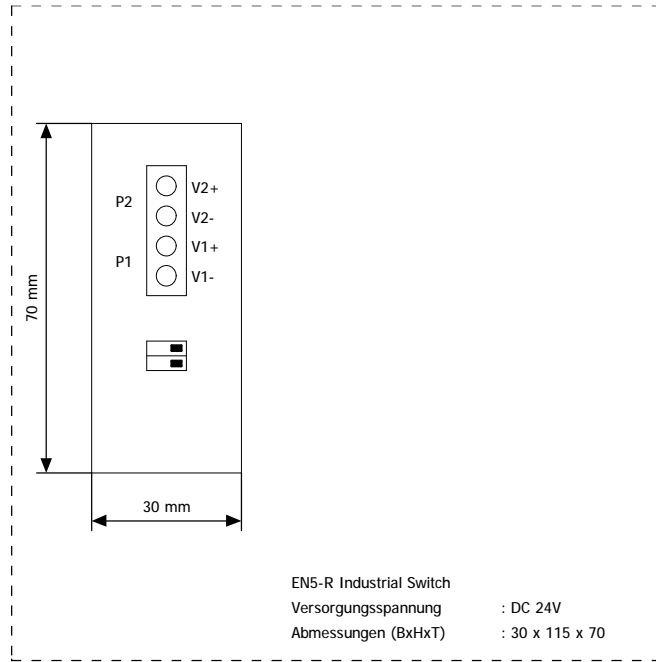 V2+
P2
V2-
V1+
P1
V1-
70 mm
30 mm
EN5-R Industrial Switch
Versorgungsspannung : DC 24V
Abmessungen (BxHxT) : 30 x 115 x 70